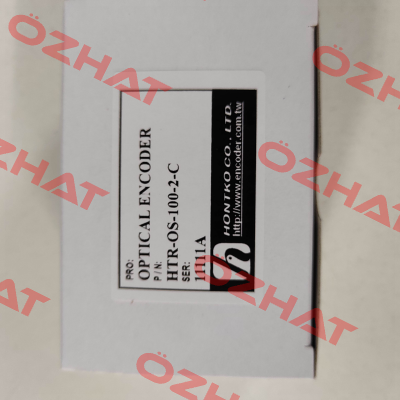 ÖZHAT
ÖZHAT
PRO:
OPTICAL ENCODER
P / N:
HTR-OS-100-2-C
SER:
HONTKO CO., LTD.
http://www.encoder.com.tw
ÖZHAT
ÖZHAT
ÖZHAT